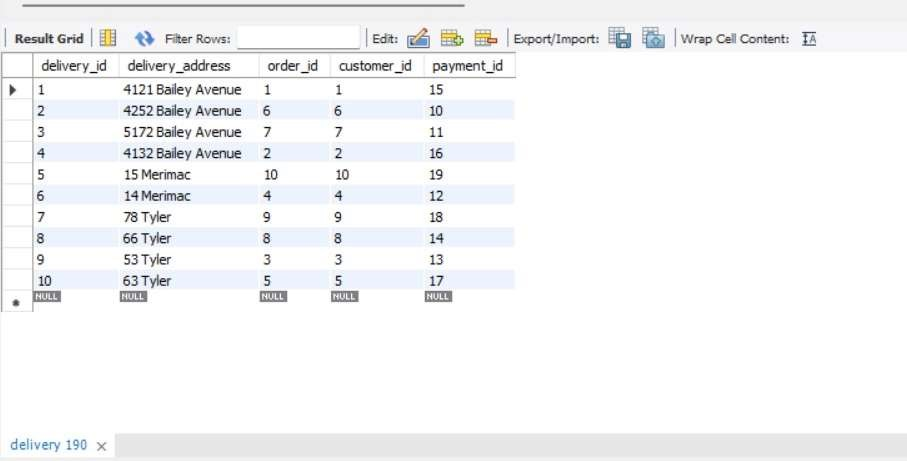 Result Grid Filter Rows: Edit: Export/Import: Wrap Cell Content: IA
delivery_id delivery_address order_id customer_id payment_id
1 4121 Bailey Avenue 1 1 15
2 4252 Bailey Avenue 6 6 10
3 5172 Bailey Avenue 7 7 11
4 4132 Bailey Avenue 2 2 16
5 15 Merimac 10 10 19
6 14 Merimac 4 4 12
7 78 Tyler 9 9 18
8 66 Tyler 8 8 14
9 53 Tyler 3 3 13
10 63 Tyler 5 5 17
NULL NULL NULL NULL NULL
delivery 190